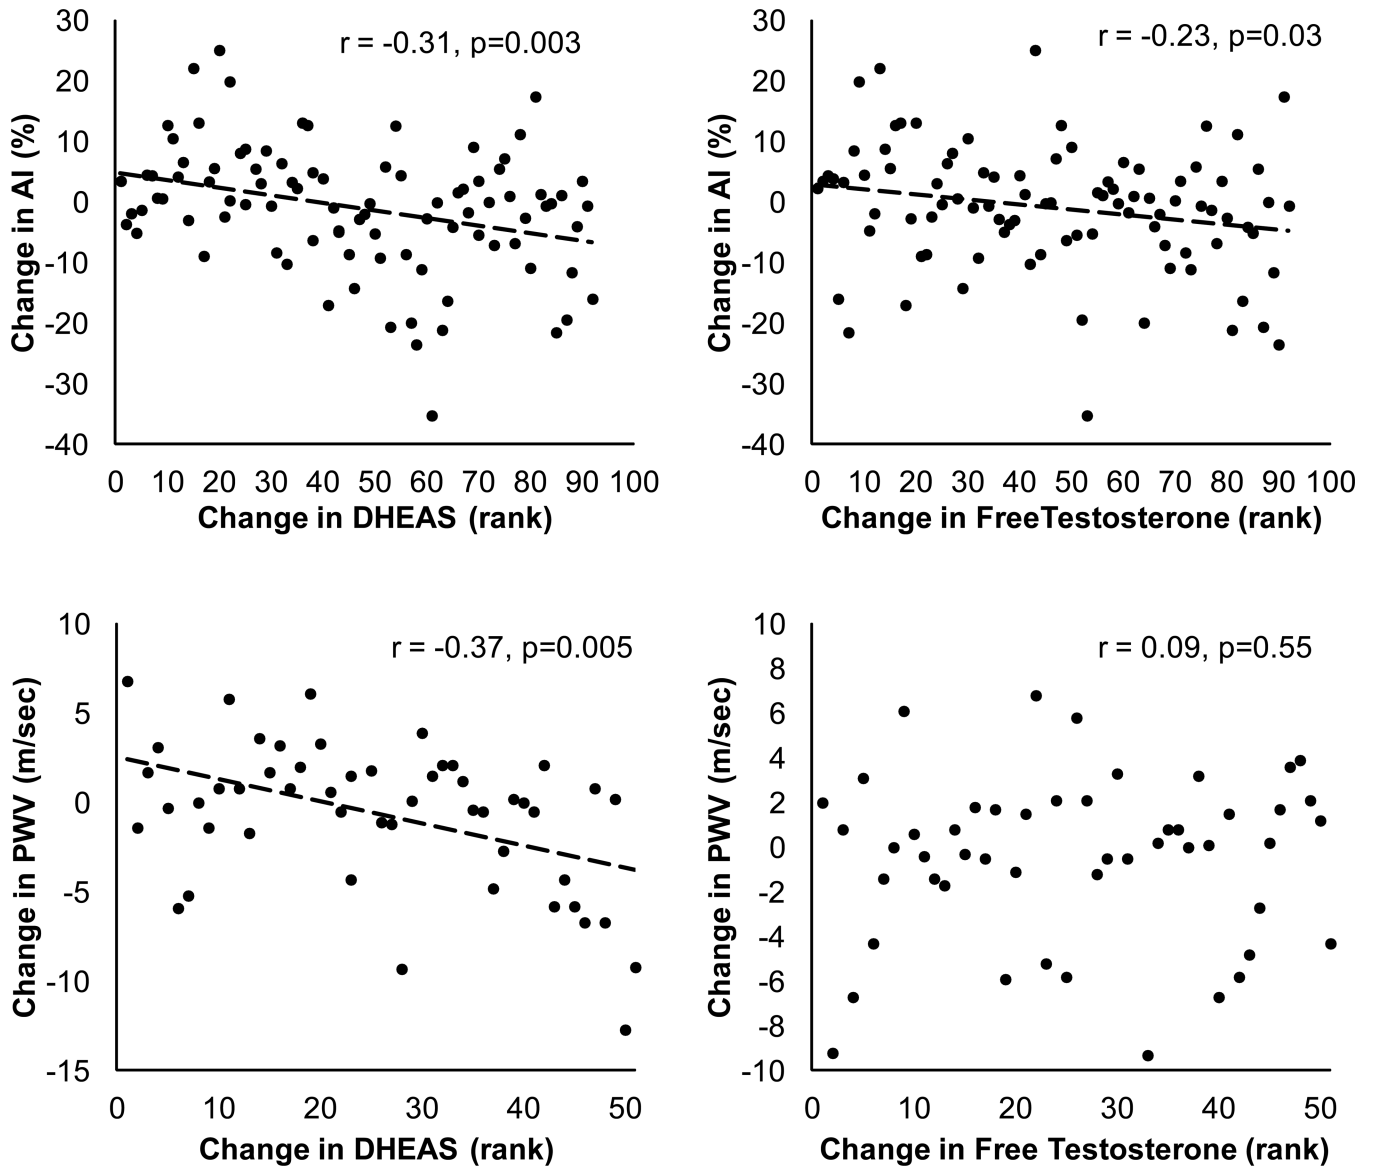 r = -0.31, p=0.003
30
20
10
0
-10
-20
-30
-40
Change in AI (%)
0 10 20 30 40 50 60 70 80 90 100
Change in DHEAS (rank)
r = -0.23, p=0.03
30
20
10
0
-10
-20
-30
-40
Change in AI (%)
0 10 20 30 40 50 60 70 80 90 100
Change in FreeTestosterone (rank)
r = -0.37, p=0.005
10
5
0
-5
-10
-15
Change in PWV (m/sec)
0 10 20 30 40 50
Change in DHEAS (rank)
r = 0.09, p=0.55
10
8
6
4
2
0
-2
-4
-6
-8
-10
Change in PWV (m/sec)
0 10 20 30 40 50
Change in Free Testosterone (rank)